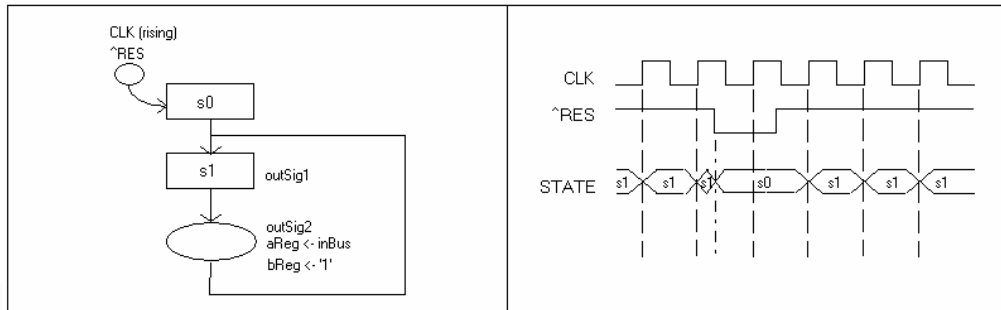 CLK (rising)
^RES
s0
s1
outSig1
outSig2
aReg <- inBus
bReg <- '1'
CLK
^RES
STATE
s1 s1 s1 s0 s1 s1 s1